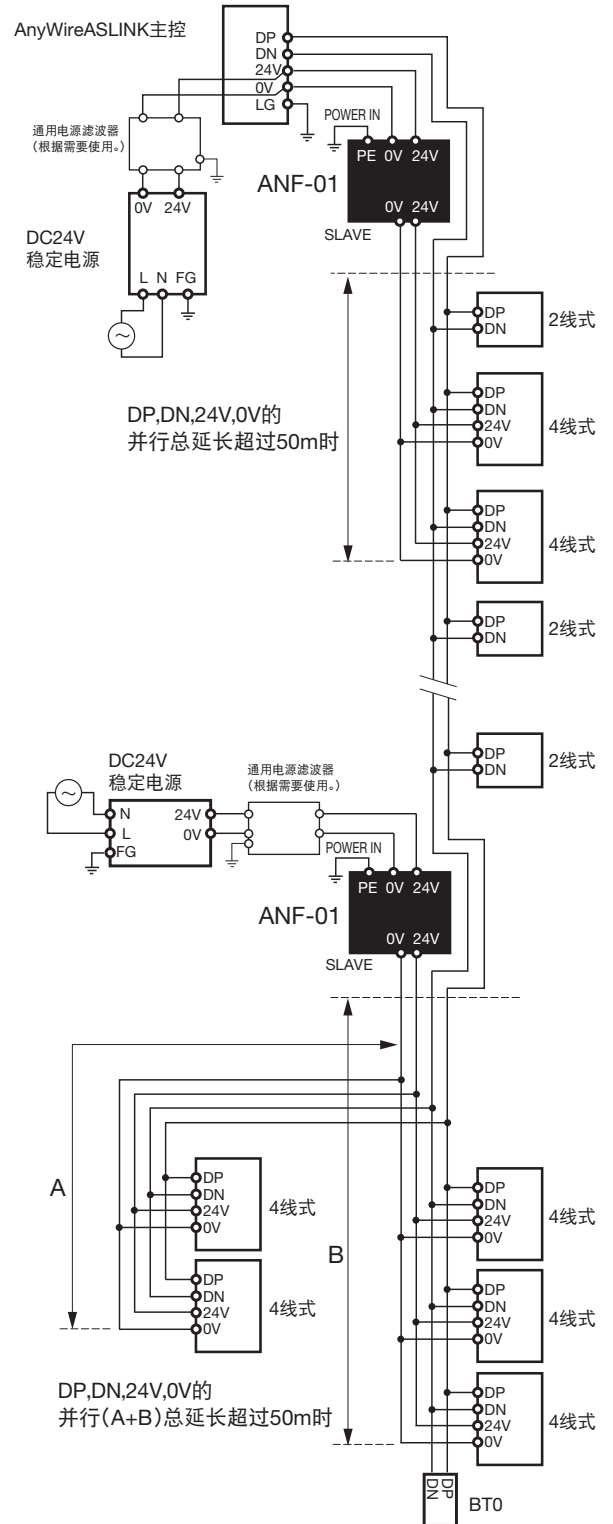 AnyWireASLINK主控
DP
DN
24V
0V
LG
通用电源滤波器
（根据需要使用。）
0V 24V
DC24V
稳定电源
L N FG
POWER IN
PE 0V 24V
ANF-01
0V 24V
SLAVE
DP
DN
2线式
DP,DN,24V,0V的
并行总延长超过50m时
DP
DN
24V
0V
4线式
DP
DN
24V
0V
4线式
DP
DN
2线式
DP
DN
2线式
DC24V
稳定电源
N
L
FG
24V
0V
通用电源滤波器
（根据需要使用。）
POWER IN
PE 0V 24V
ANF-01
0V 24V
SLAVE
A
B
DP
DN
24V
0V
4线式
DP
DN
24V
0V
4线式
DP
DN
24V
0V
4线式
DP
DN
24V
0V
4线式
DP
DN
24V
0V
4线式
DP,DN,24V,0V的
并行（A+B）总延长超过50m时
DP
DN
BT0